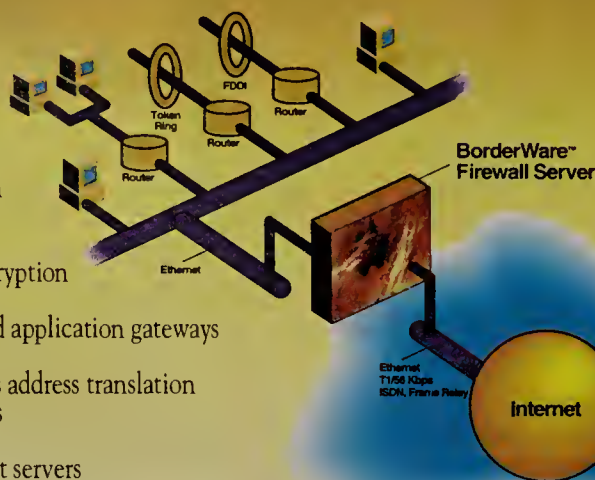 FDDI
Token
Ring
Router
Router
Router
BorderWare™
Firewall Server
Ethernet
ryption
d application gateways
s address translation
s
t servers
Ethernet
T1/56 Kbps
ISDN, Frame Relay
Internet